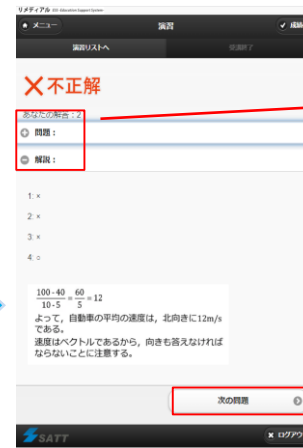 リメディアル ICT Education Support System
メニュー
演習
成績
演習リストへ
受講終了
×不正解
あなたの解答：2
問題：
解説：
1: ×
2: ×
3: ×
4: ○
100-40/10-5 = 60/5 = 12
よって，自動車の平均の速度は，北向きに12m/s
である。
速度はベクトルであるから，向きも答えなければ
ならないことに注意する。
次の問題
SATT
ログアウ